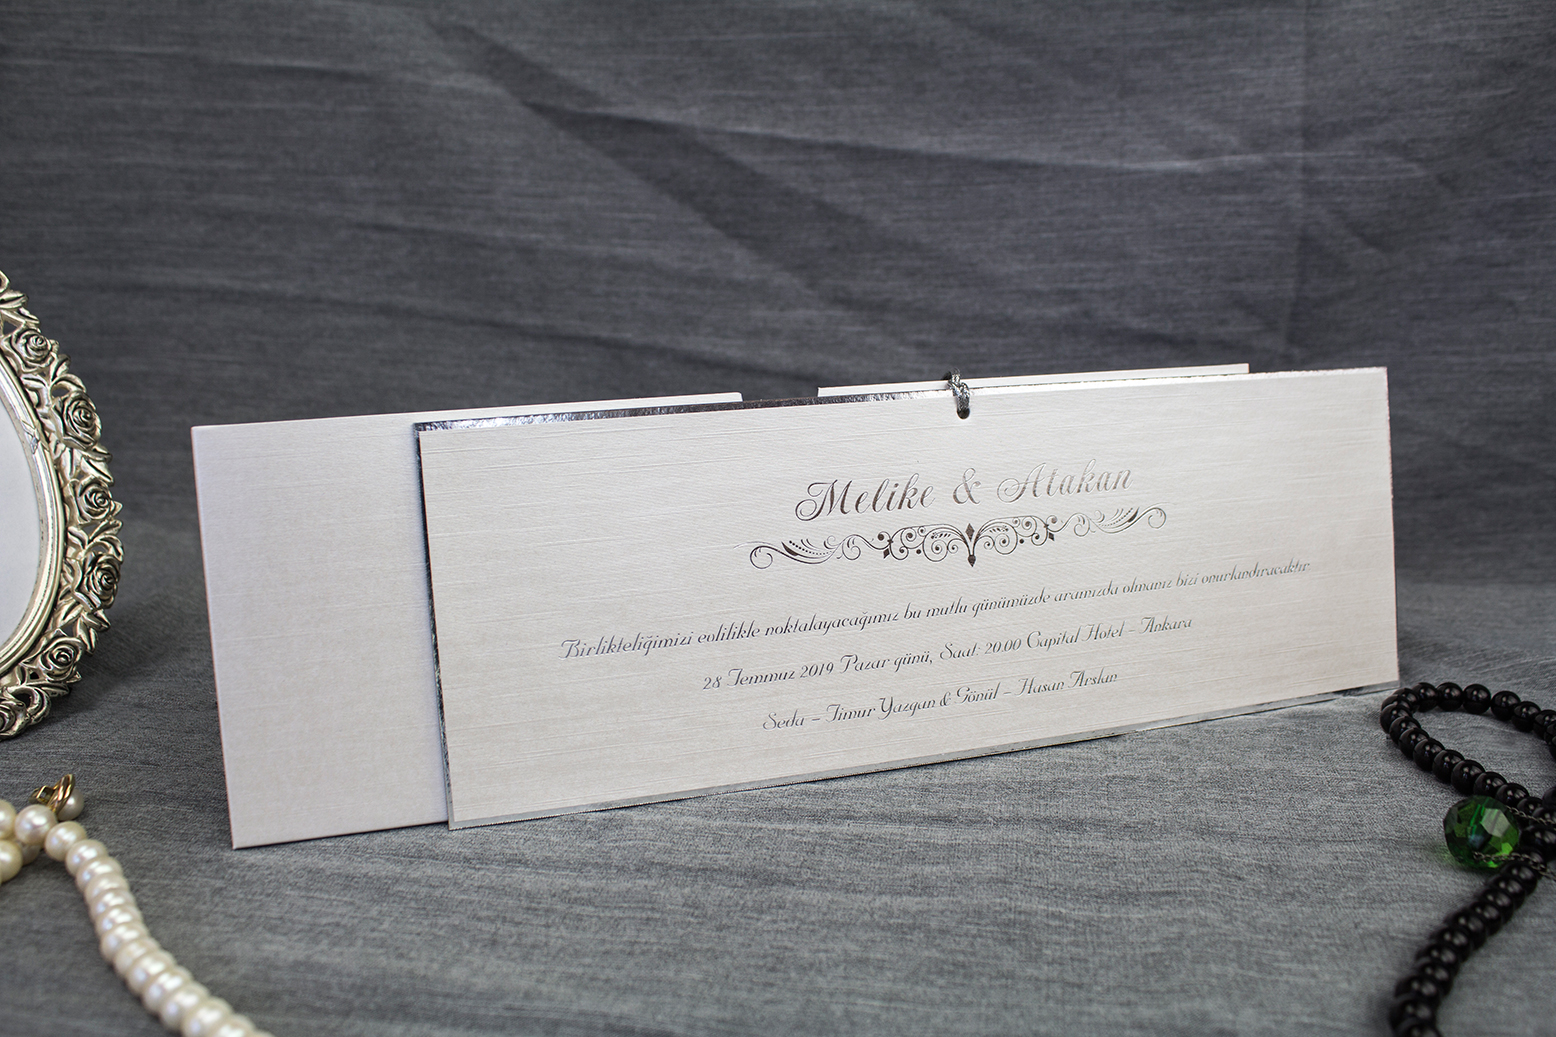 Melike & Atakan
Birlikteliğimizi evlilikle noktalayacağımız bu mutlu günümüzde aramızda olmanız bizi onurlandıracaktır
28 Temmuz 2019 Pazar günü, Saat: 20.00 Capital Hotel - Ankara
Seda - Timur Yazgan & Gönül - Hasan Arslan